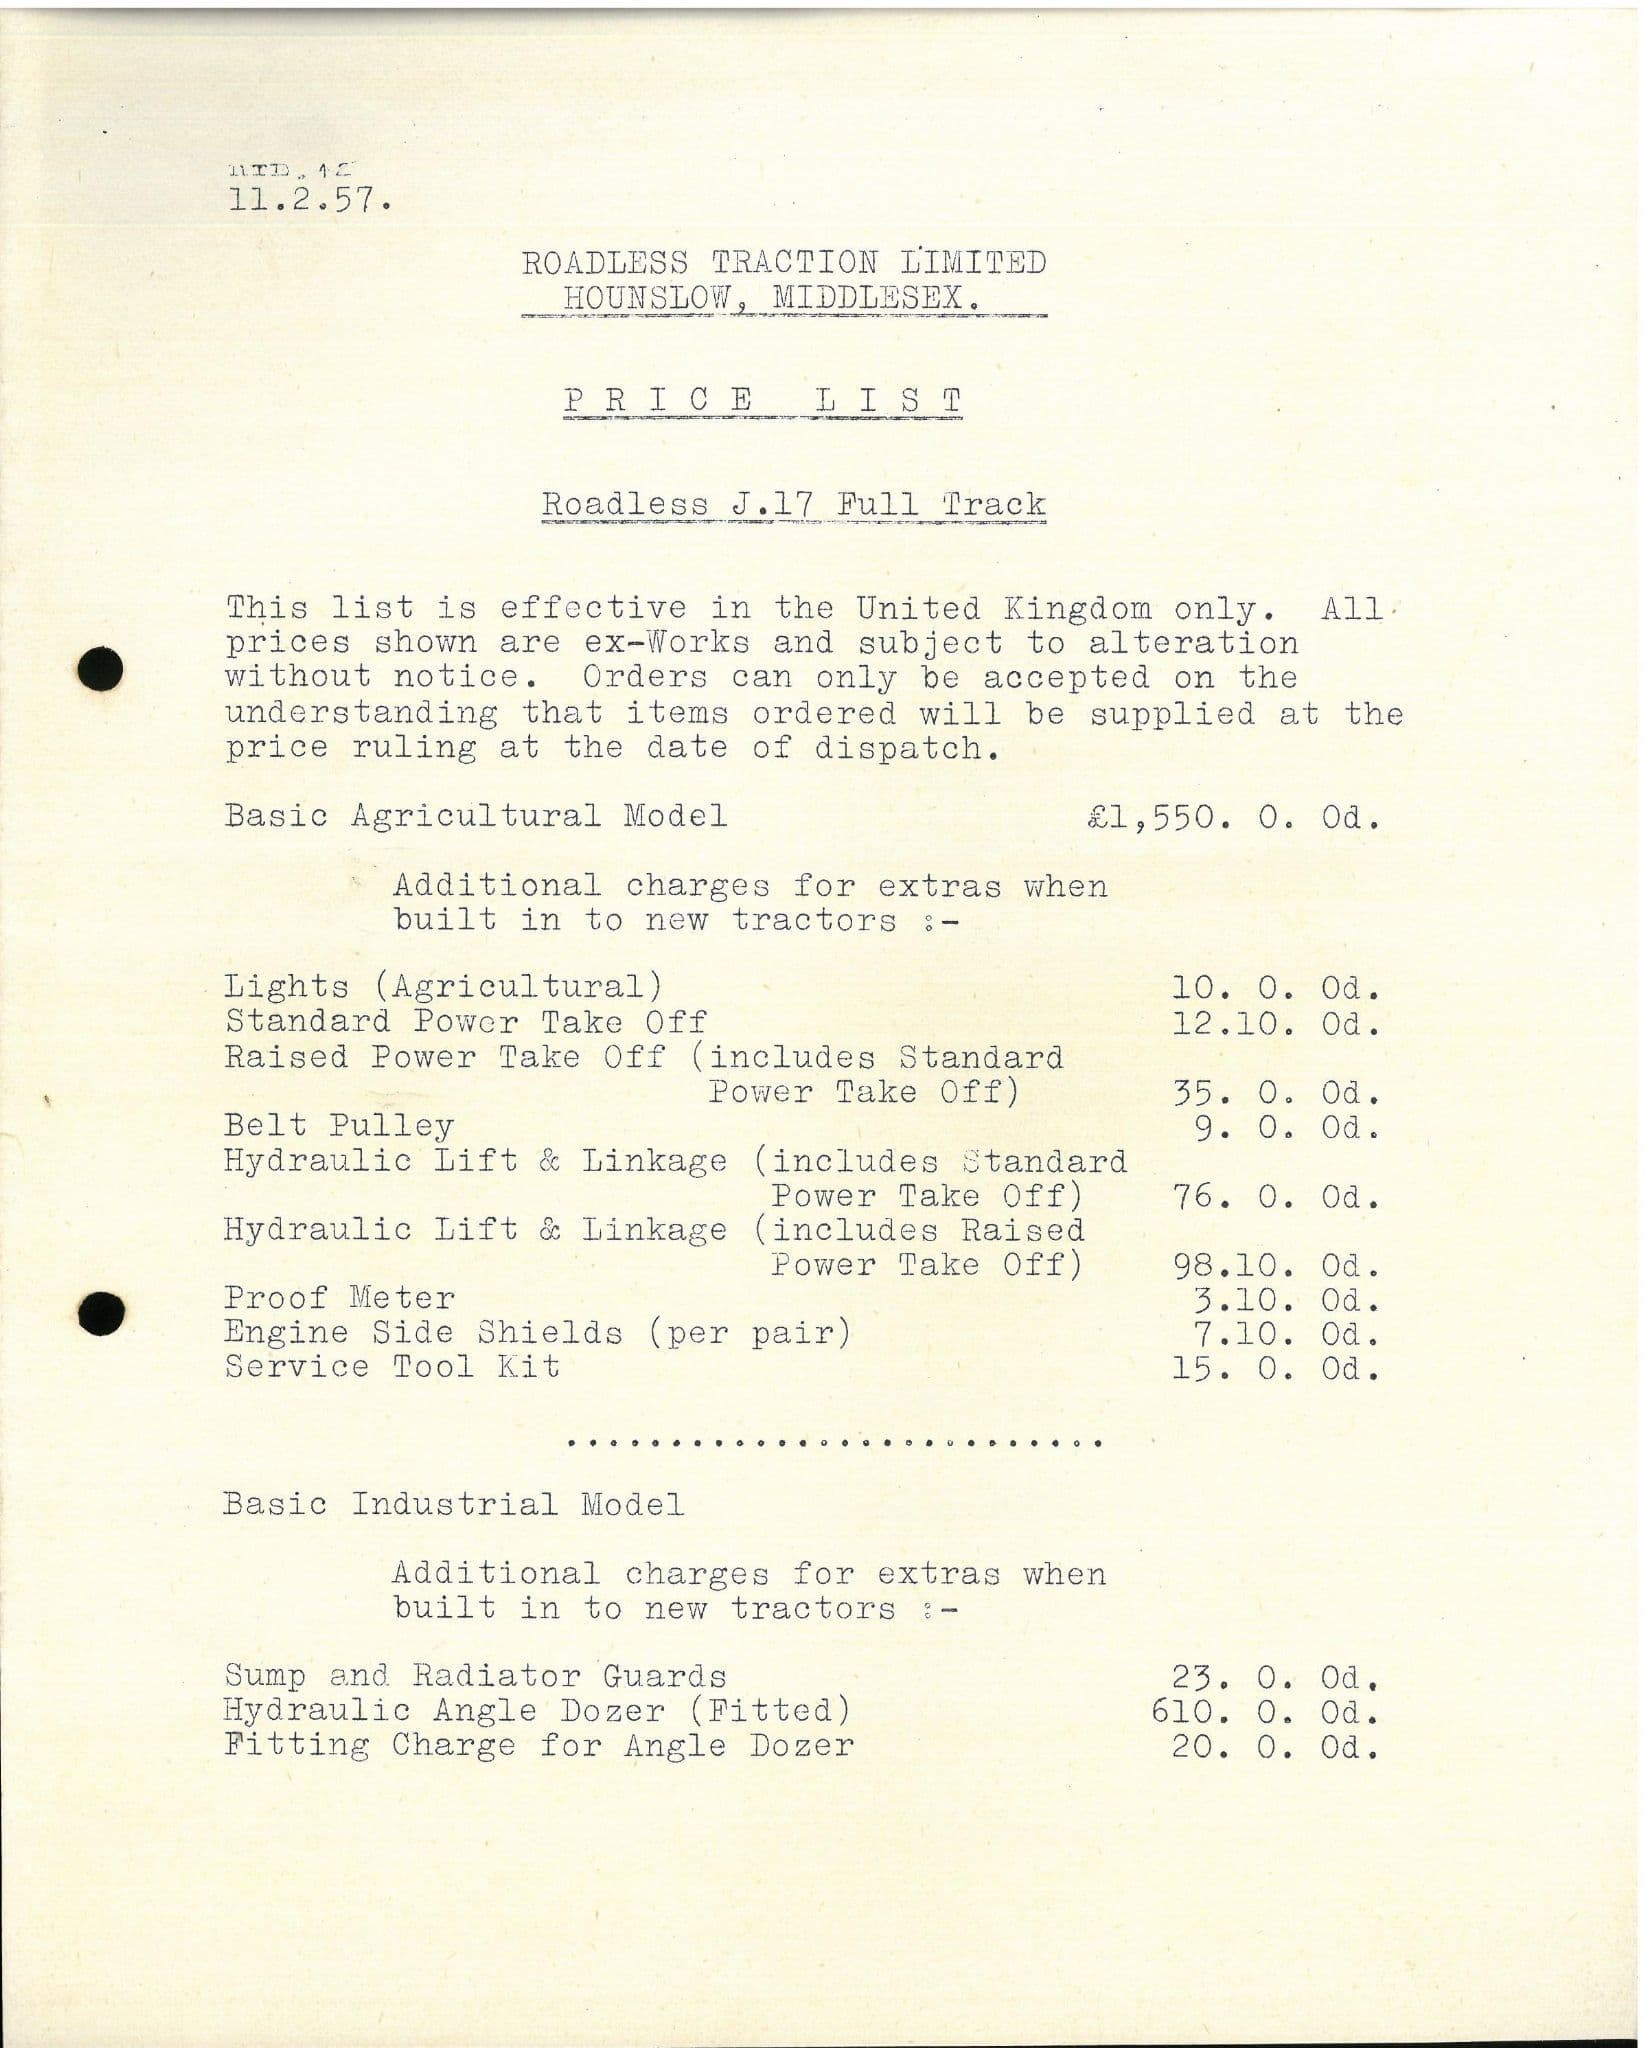 11.2.57.
ROADLESS TRACTION LIMITED
HOUNSLOW, MIDDLESEX.
PRICE LIST
Roadless J.17 Full Track
This list is effective in the United Kingdom only. All
prices shown are ex-Works and subject to alteration
without notice. Orders can only be accepted on the
understanding that items ordered will be supplied at the
price ruling at the date of dispatch.
Basic Agricultural Model £1,550. 0. 0d.
Additional charges for extras when
built in to new tractors :-
Lights (Agricultural) 10. 0. 0d.
Standard Power Take Off 12.10. 0d.
Raised Power Take Off (includes Standard
Power Take Off) 35. 0. 0d.
Belt Pulley 9. 0. 0d.
Hydraulic Lift & Linkage (includes Standard
Power Take Off) 76. 0. 0d.
Hydraulic Lift & Linkage (includes Raised
Power Take Off) 98.10. 0d.
Proof Meter 3.10. 0d.
Engine Side Shields (per pair) 7.10. 0d.
Service Tool Kit 15. 0. 0d.
..........................
Basic Industrial Model
Additional charges for extras when
built in to new tractors :-
Sump and Radiator Guards 23. 0. 0d.
Hydraulic Angle Dozer (Fitted) 610. 0. 0d.
Fitting Charge for Angle Dozer 20. 0. 0d.